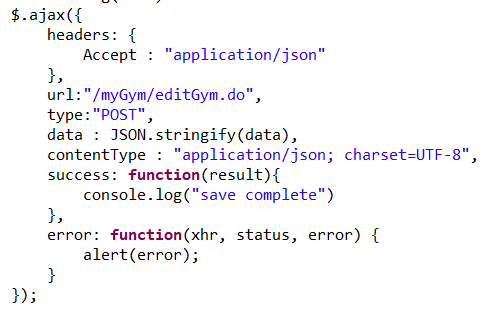 $.ajax({
    headers: {
        Accept : "application/json"
    },
    url:"/myGym/editGym.do",
    type:"POST",
    data : JSON.stringify(data),
    contentType : "application/json; charset=UTF-8",
    success: function(result){
        console.log("save complete")
    },
    error: function(xhr, status, error) {
        alert(error);
    }
});